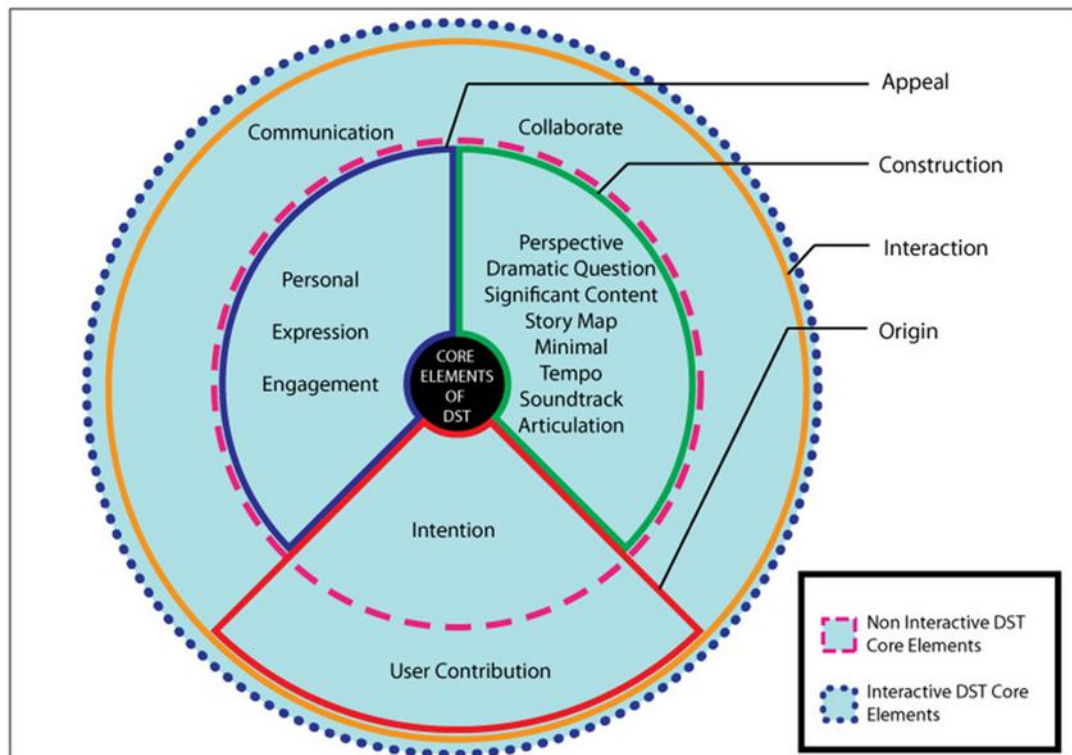 Appeal
Communication
Collaborate
Construction
Perspective
Dramatic Question
Significant Content
Story Map
Minimal
Tempo
Soundtrack
Articulation
Interaction
Personal
Expression
Engagement
Origin
CORE
ELEMENTS
OF
DST
Intention
User Contribution
Non Interactive DST
Core Elements
Interactive DST Core
Elements